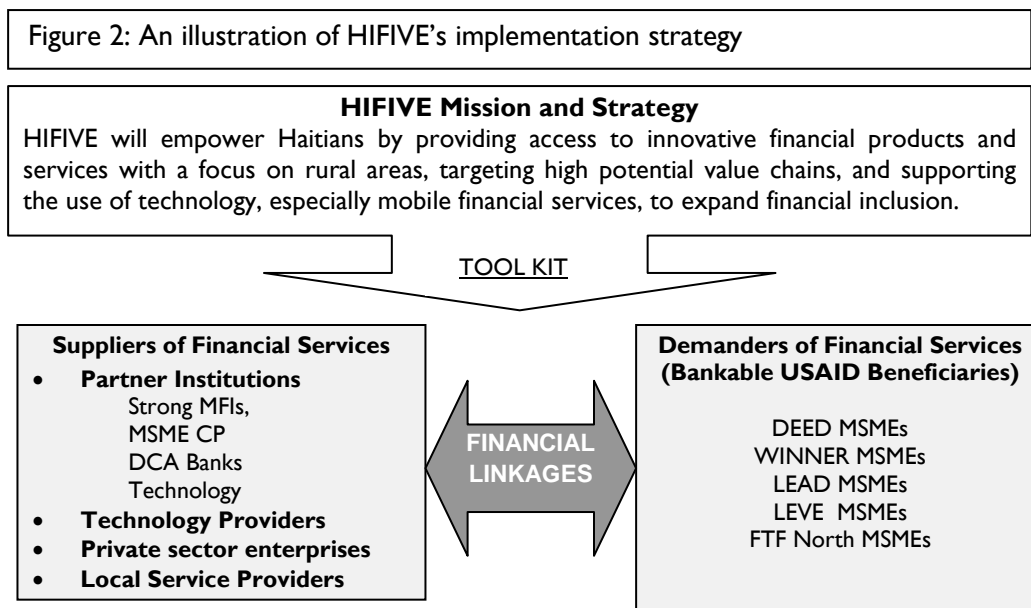 Figure 2: An illustration of HIFIVE's implementation strategy
HIFIVE Mission and Strategy
HIFIVE will empower Haitians by providing access to innovative financial products and
services with a focus on rural areas, targeting high potential value chains, and supporting
the use of technology, especially mobile financial services, to expand financial inclusion.
TOOL KIT
Suppliers of Financial Services
• Partner Institutions
Strong MFIs,
MSME CP
DCA Banks
Technology
• Technology Providers
• Private sector enterprises
• Local Service Providers
FINANCIAL
LINKAGES
Demanders of Financial Services
(Bankable USAID Beneficiaries)
DEED MSMEs
WINNER MSMEs
LEAD MSMEs
LEVE MSMEs
FTF North MSMEs